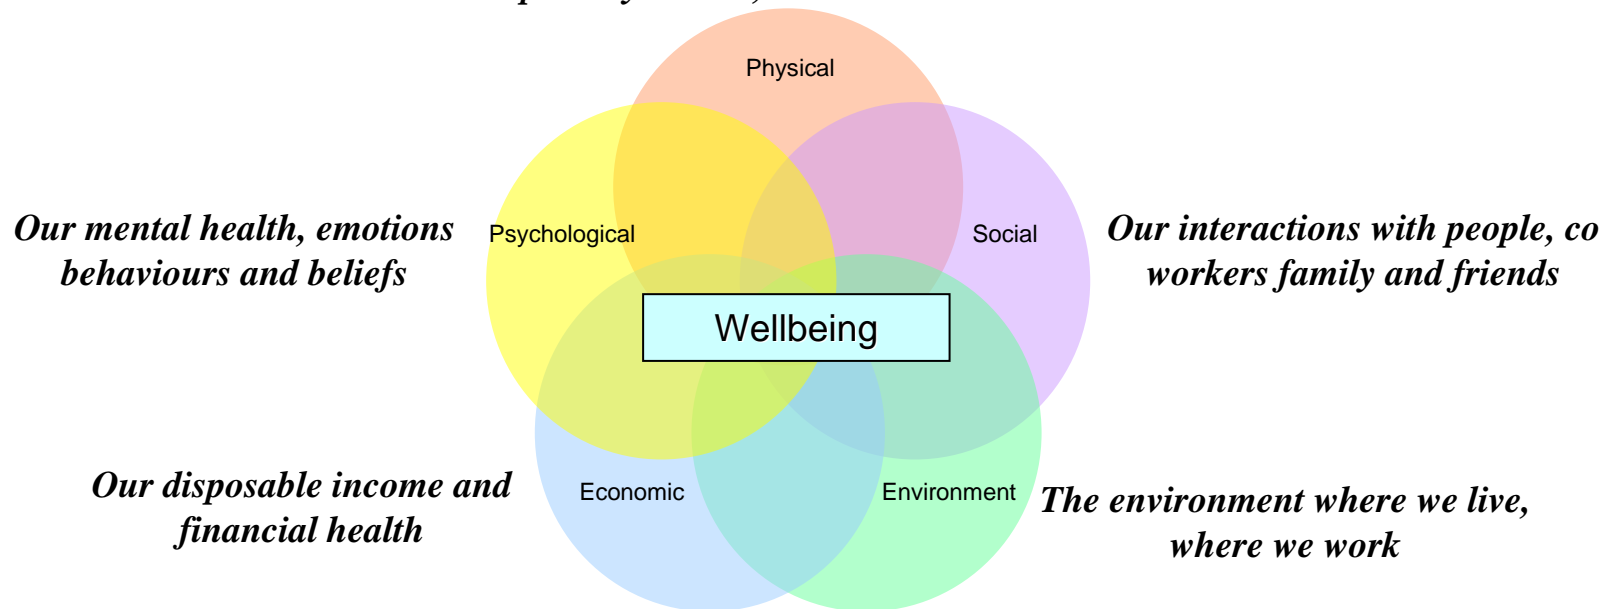 Physical
Our mental health, emotions
behaviours and beliefs
Psychological
Social
Our interactions with people, co
workers family and friends
Wellbeing
Our disposable income and
financial health
Economic
Environment
The environment where we live,
where we work